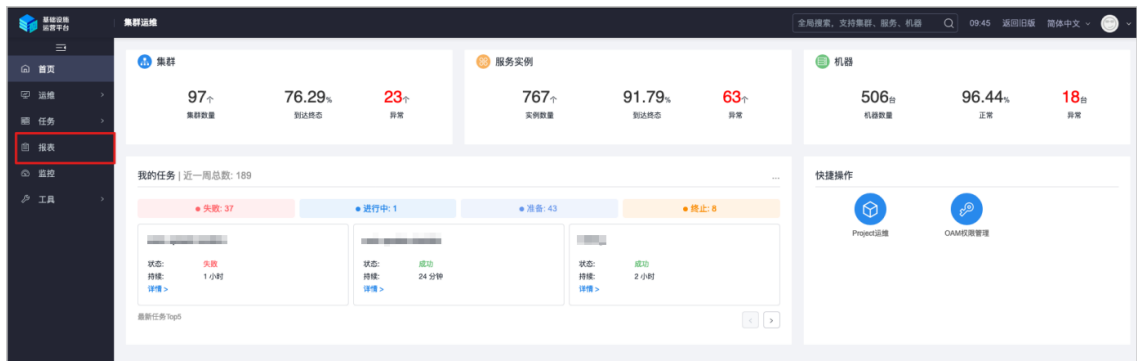 基础设施
运营平台
集群运维
全局搜索，支持集群、服务、机器
09:45
返回旧版
简体中文
首页
运维
任务
报表
监控
工具
集群
97个
集群数量
76.29%
到达终态
23个
异常
服务实例
767个
实例数量
91.79%
到达终态
63个
异常
机器
506台
机器数量
96.44%
正常
18台
异常
我的任务 | 近一周总数: 189
...
失败: 37
进行中: 1
准备: 43
终止: 8
状态: 失败
持续: 1 小时
详情 >
状态: 成功
持续: 24 分钟
详情 >
状态: 成功
持续: 2 小时
详情 >
最新任务Top5
快捷操作
Project运维
OAM权限管理